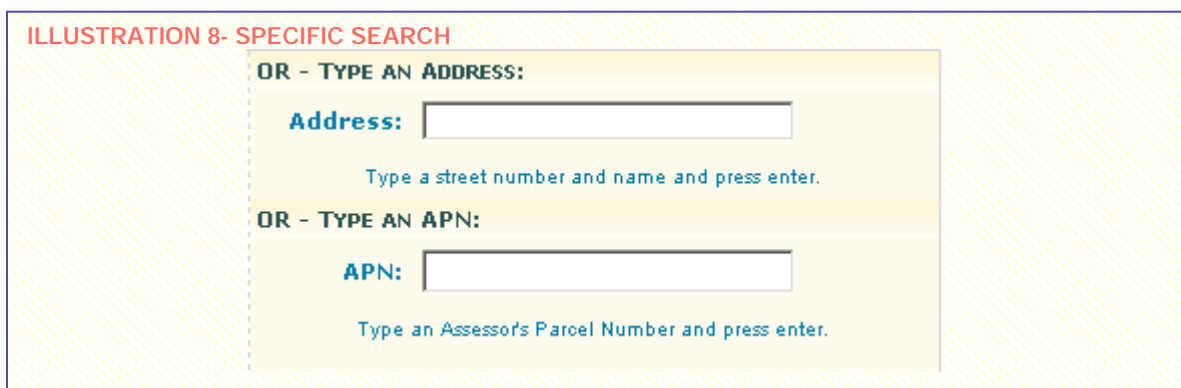 ILLUSTRATION 8- SPECIFIC SEARCH
OR - TYPE AN ADDRESS:
Address:
Type a street number and name and press enter.
OR - TYPE AN APN:
APN:
Type an Assessor's Parcel Number and press enter.